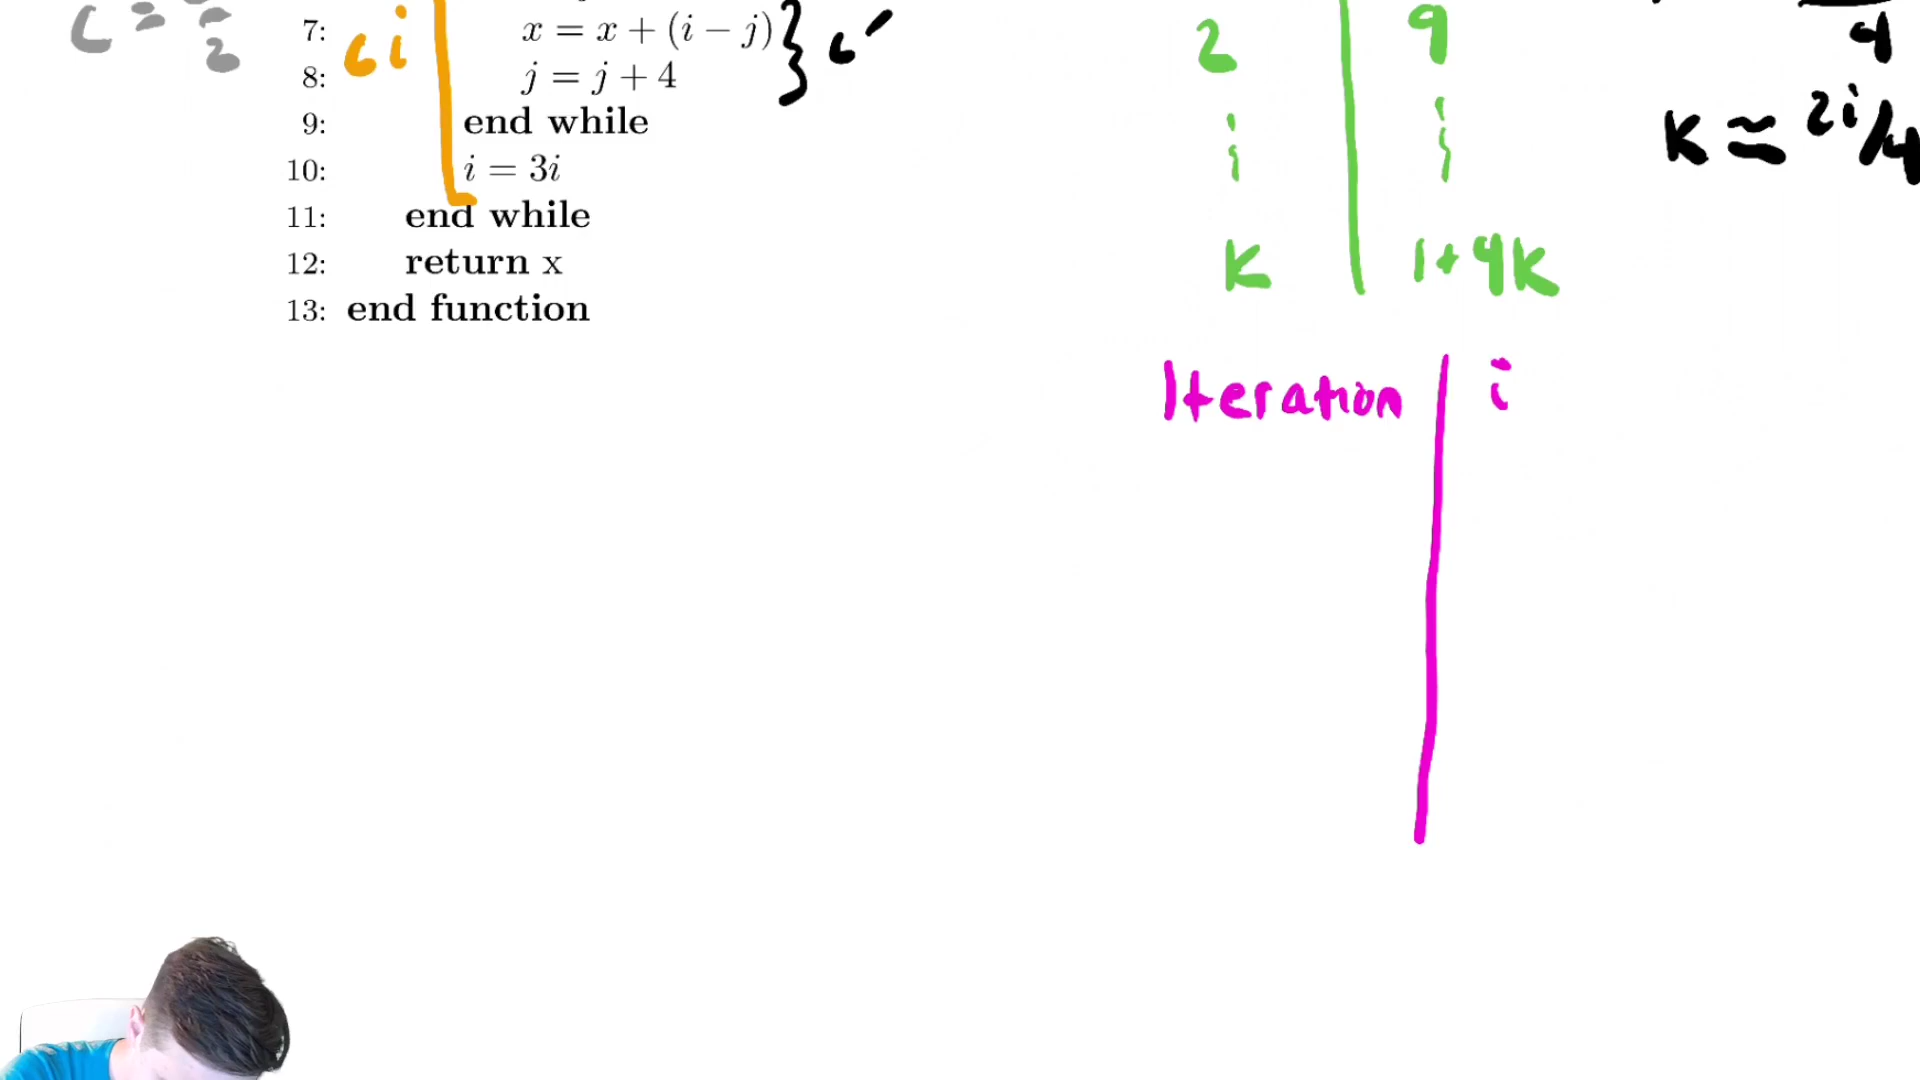 7: x = x + (i − j) } c'
8: c i j = j + 4
9: end while
10: i = 3i
11: end while
12: return x
13: end function
2 | 9
K | 1+4K
4
K ≈ 2i/4
Iteration | i